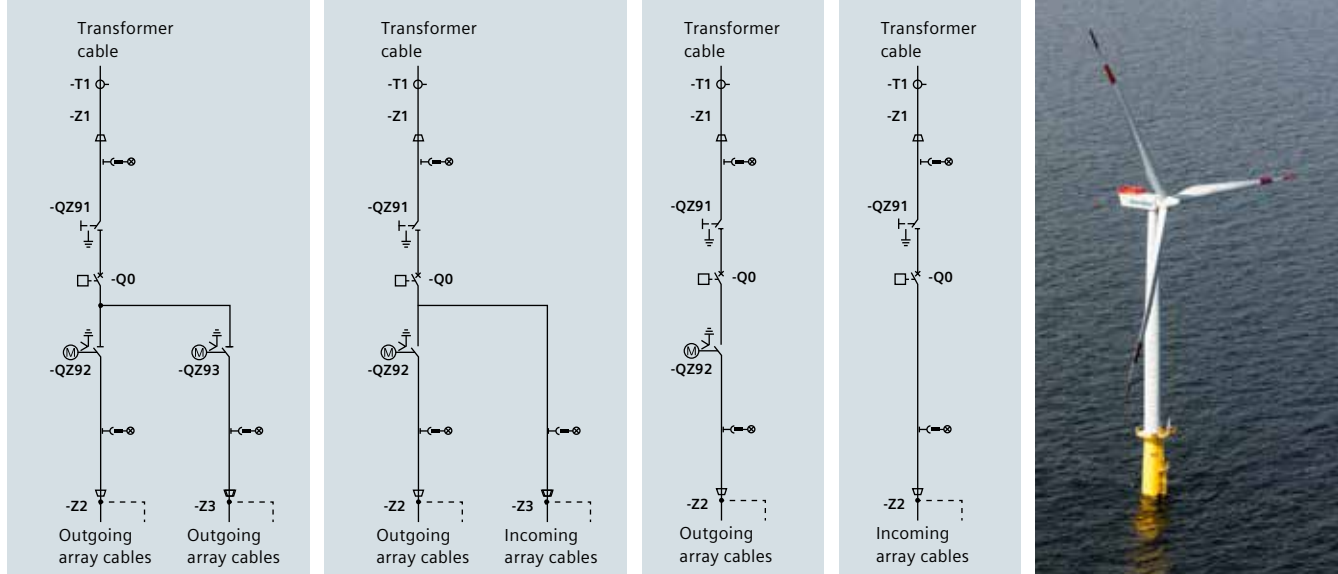 Transformer
cable
-T1
-Z1
-QZ91
-Q0
M
-QZ92
M
-QZ93
-Z2
-Z3
Outgoing
array cables
Outgoing
array cables
Transformer
cable
-T1
-Z1
-QZ91
-Q0
M
-QZ92
-Z2
-Z3
Outgoing
array cables
Incoming
array cables
Transformer
cable
-T1
-Z1
-QZ91
-Q0
M
-QZ92
-Z2
Outgoing
array cables
Transformer
cable
-T1
-Z1
-QZ91
-Q0
-Z2
Incoming
array cables